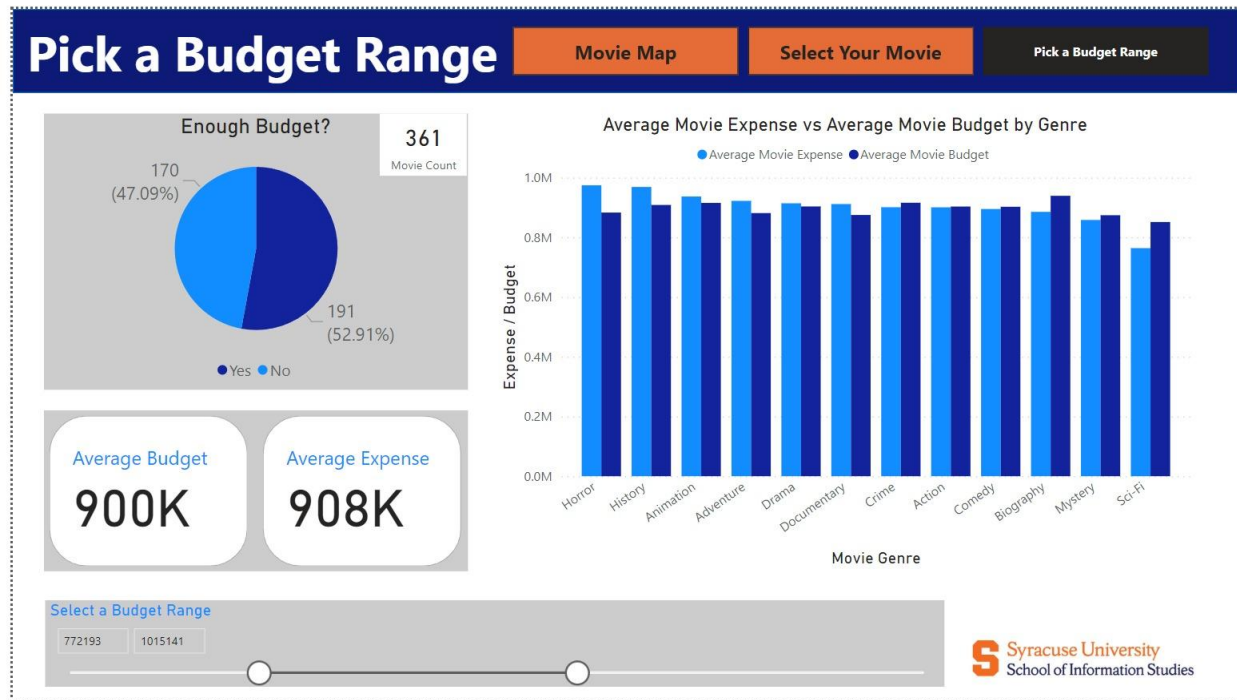 Pick a Budget Range
Movie Map
Select Your Movie
Pick a Budget Range
Enough Budget?
361
Movie Count
170
(47.09%)
191
(52.91%)
Yes No
Average Budget
900K
Average Expense
908K
Average Movie Expense vs Average Movie Budget by Genre
Average Movie Expense Average Movie Budget
Expense / Budget
1.0M
0.8M
0.6M
0.4M
0.2M
0.0M
Horror
History
Animation
Adventure
Drama
Documentary
Crime
Action
Comedy
Biography
Mystery
Sci-Fi
Movie Genre
Select a Budget Range
772193 1015141
S Syracuse University
School of Information Studies